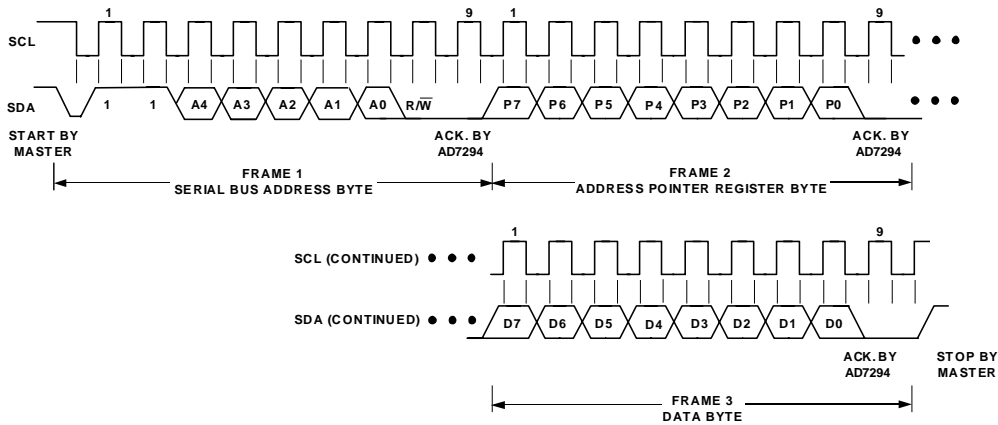 1 9 1 9
SCL
SDA 1 1 A4 A3 A2 A1 A0 R/W̅ P7 P6 P5 P4 P3 P2 P1 P0
START BY MASTER
ACK. BY AD7294
ACK. BY AD7294
FRAME 1
SERIAL BUS ADDRESS BYTE
FRAME 2
ADDRESS POINTER REGISTER BYTE
1 9
SCL (CONTINUED)
SDA (CONTINUED) D7 D6 D5 D4 D3 D2 D1 D0
ACK. BY AD7294
STOP BY MASTER
FRAME 3
DATA BYTE